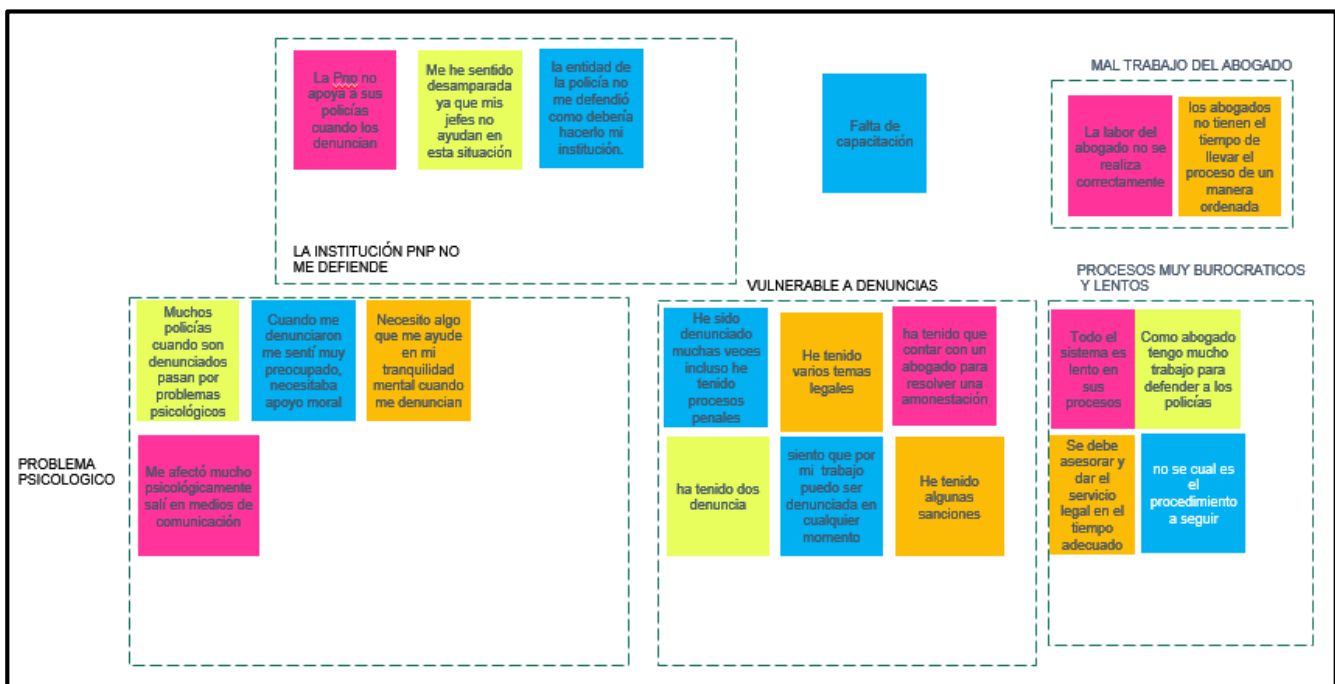 La Pnp no
apoya a sus
policías
cuando los
denuncian
Me he sentido
desamparada
ya que mis
jefes no
ayudan en
esta situación
la entidad de
la policía no
me defendió
como debería
hacerlo mi
institución.
LA INSTITUCIÓN PNP NO
ME DEFIENDE
Falta de
capacitación
MAL TRABAJO DEL ABOGADO
La labor del
abogado no se
realiza
correctamente
los abogados
no tienen el
tiempo de
llevar el
proceso de un
manera
ordenada
PROBLEMA
PSICOLOGICO
Muchos
policías
cuando son
denunciados
pasan por
problemas
psicológicos
Cuando me
denunciaron
me sentí muy
preocupado,
necesitaba
apoyo moral
Necesito algo
que me ayude
en mi
tranquilidad
mental cuando
me denuncian
Me afectó mucho
psicológicamente
salí en medios de
comunicación
VULNERABLE A DENUNCIAS
He sido
denunciado
muchas veces
incluso he
tenido
procesos
penales
He tenido
varios temas
legales
ha tenido que
contar con un
abogado para
resolver una
amonestación
ha tenido dos
denuncia
siento que por
mi trabajo
puedo ser
denunciada en
cualquier
momento
He tenido
algunas
sanciones
PROCESOS MUY BUROCRATICOS
Y LENTOS
Todo el
sistema es
lento en
sus
procesos
Como abogado
tengo mucho
trabajo para
defender a los
policías
Se debe
asesorar y
dar el
servicio
legal en el
tiempo
adecuado
no se cual es
el
procedimiento
a seguir